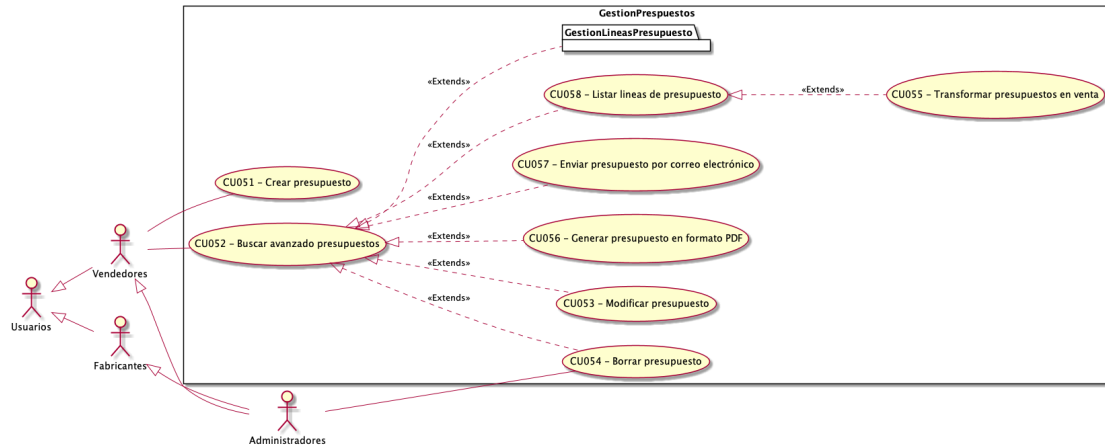 GestionPrespuestos
GestionLineasPresupuesto
«Extends»
CU058 - Listar lineas de presupuesto
«Extends»
CU055 - Transformar presupuestos en venta
«Extends»
CU057 - Enviar presupuesto por correo electrónico
CU051 - Crear presupuesto
«Extends»
CU052 - Buscar avanzado presupuestos
«Extends»
CU056 - Generar presupuesto en formato PDF
Vendedores
«Extends»
CU053 - Modificar presupuesto
«Extends»
Usuarios
CU054 - Borrar presupuesto
Fabricantes
Administradores